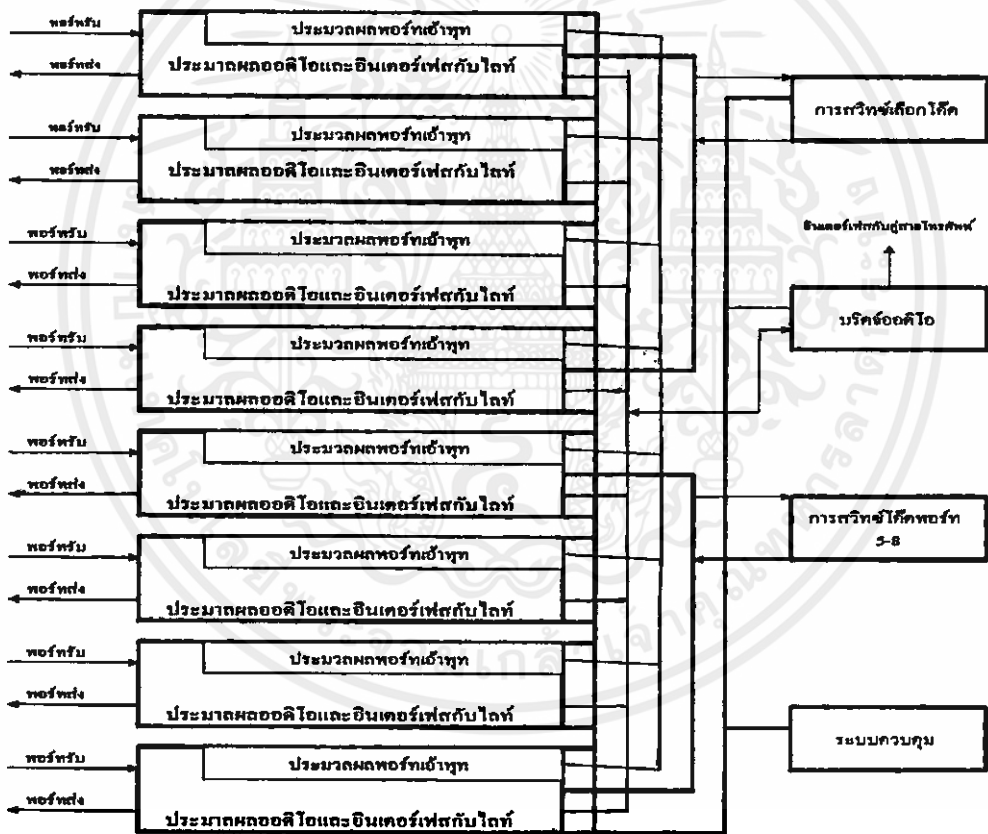 พอร์ทรับ
ประมวลผลพอร์ทเข้าพุท
พอร์ทส่ง
ประมาลผลออดิโอและอินเตอร์เฟสกับไลท์
การสวิทซ์เลือกโค๊ด
พอร์ทรับ
ประมวลผลพอร์ทเข้าพุท
พอร์ทส่ง
ประมาลผลออดิโอและอินเตอร์เฟสกับไลท์
พอร์ทรับ
ประมวลผลพอร์ทเข้าพุท
อินเตอร์เฟสกับคู่สายโทรศัพท์
พอร์ทส่ง
ประมาลผลออดิโอและอินเตอร์เฟสกับไลท์
บริดจ์ออดิโอ
พอร์ทรับ
ประมวลผลพอร์ทเข้าพุท
พอร์ทส่ง
ประมาลผลออดิโอและอินเตอร์เฟสกับไลท์
พอร์ทรับ
ประมวลผลพอร์ทเข้าพุท
พอร์ทส่ง
ประมาลผลออดิโอและอินเตอร์เฟสกับไลท์
การสวิทซ์โค๊ดพอร์ท
5-8
พอร์ทรับ
ประมวลผลพอร์ทเข้าพุท
พอร์ทส่ง
ประมาลผลออดิโอและอินเตอร์เฟสกับไลท์
พอร์ทรับ
ประมวลผลพอร์ทเข้าพุท
พอร์ทส่ง
ประมาลผลออดิโอและอินเตอร์เฟสกับไลท์
ระบบควบคุม
พอร์ทรับ
ประมวลผลพอร์ทเข้าพุท
พอร์ทส่ง
ประมาลผลออดิโอและอินเตอร์เฟสกับไลท์